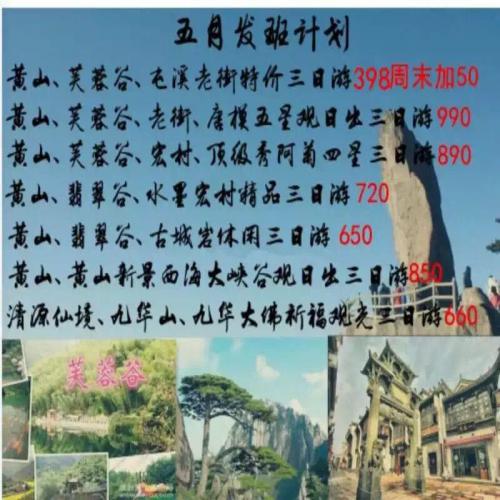 五月发班计划
黄山、芙蓉谷、屯溪老街特价三日游398周末加50
黄山、芙蓉谷、老街、唐模五星观日出三日游990
黄山、芙蓉谷、宏村、顶级秀阿菊四星三日游890
黄山、翡翠谷、水墨宏村精品三日游720
黄山、翡翠谷、古城岩休闲三日游 650
黄山、黄山新景西海大峡谷观日出三日游850
清源仙境、九华山、九华大佛祈福观光三日游660
芙蓉谷